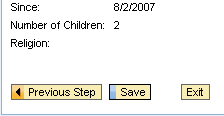 Since: 8/2/2007
Number of Children: 2
Religion:
Previous Step Save Exit